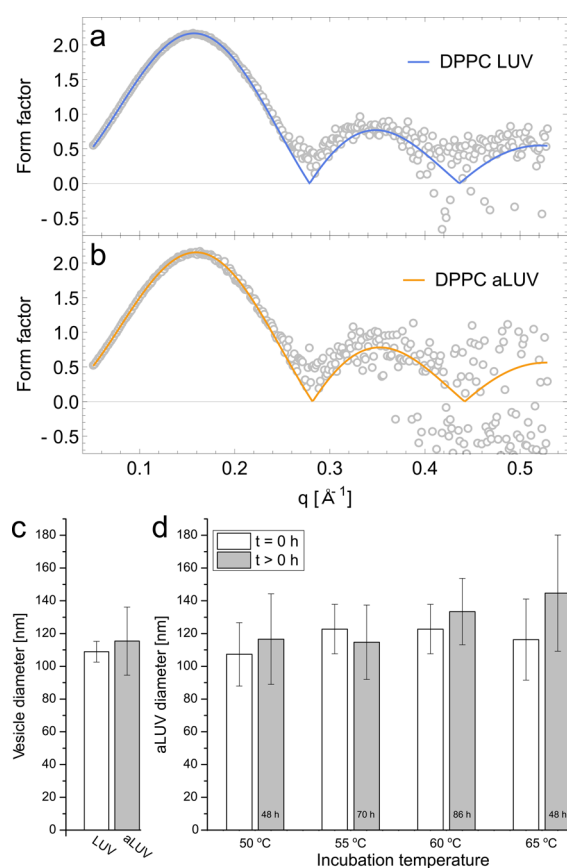 a
DPPC LUV
Form factor
2.0
1.5
1.0
0.5
0.0
- 0.5
b
DPPC aLUV
Form factor
2.0
1.5
1.0
0.5
0.0
- 0.5
0.1 0.2 0.3 0.4 0.5
q [Å⁻¹]
c
Vesicle diameter [nm]
180
160
140
120
100
80
60
40
20
0
LUV aLUV
d
t = 0 h
t > 0 h
aLUV diameter [nm]
180
160
140
120
100
80
60
40
20
0
48 h 70 h 86 h 48 h
50 ºC 55 ºC 60 ºC 65 ºC
Incubation temperature